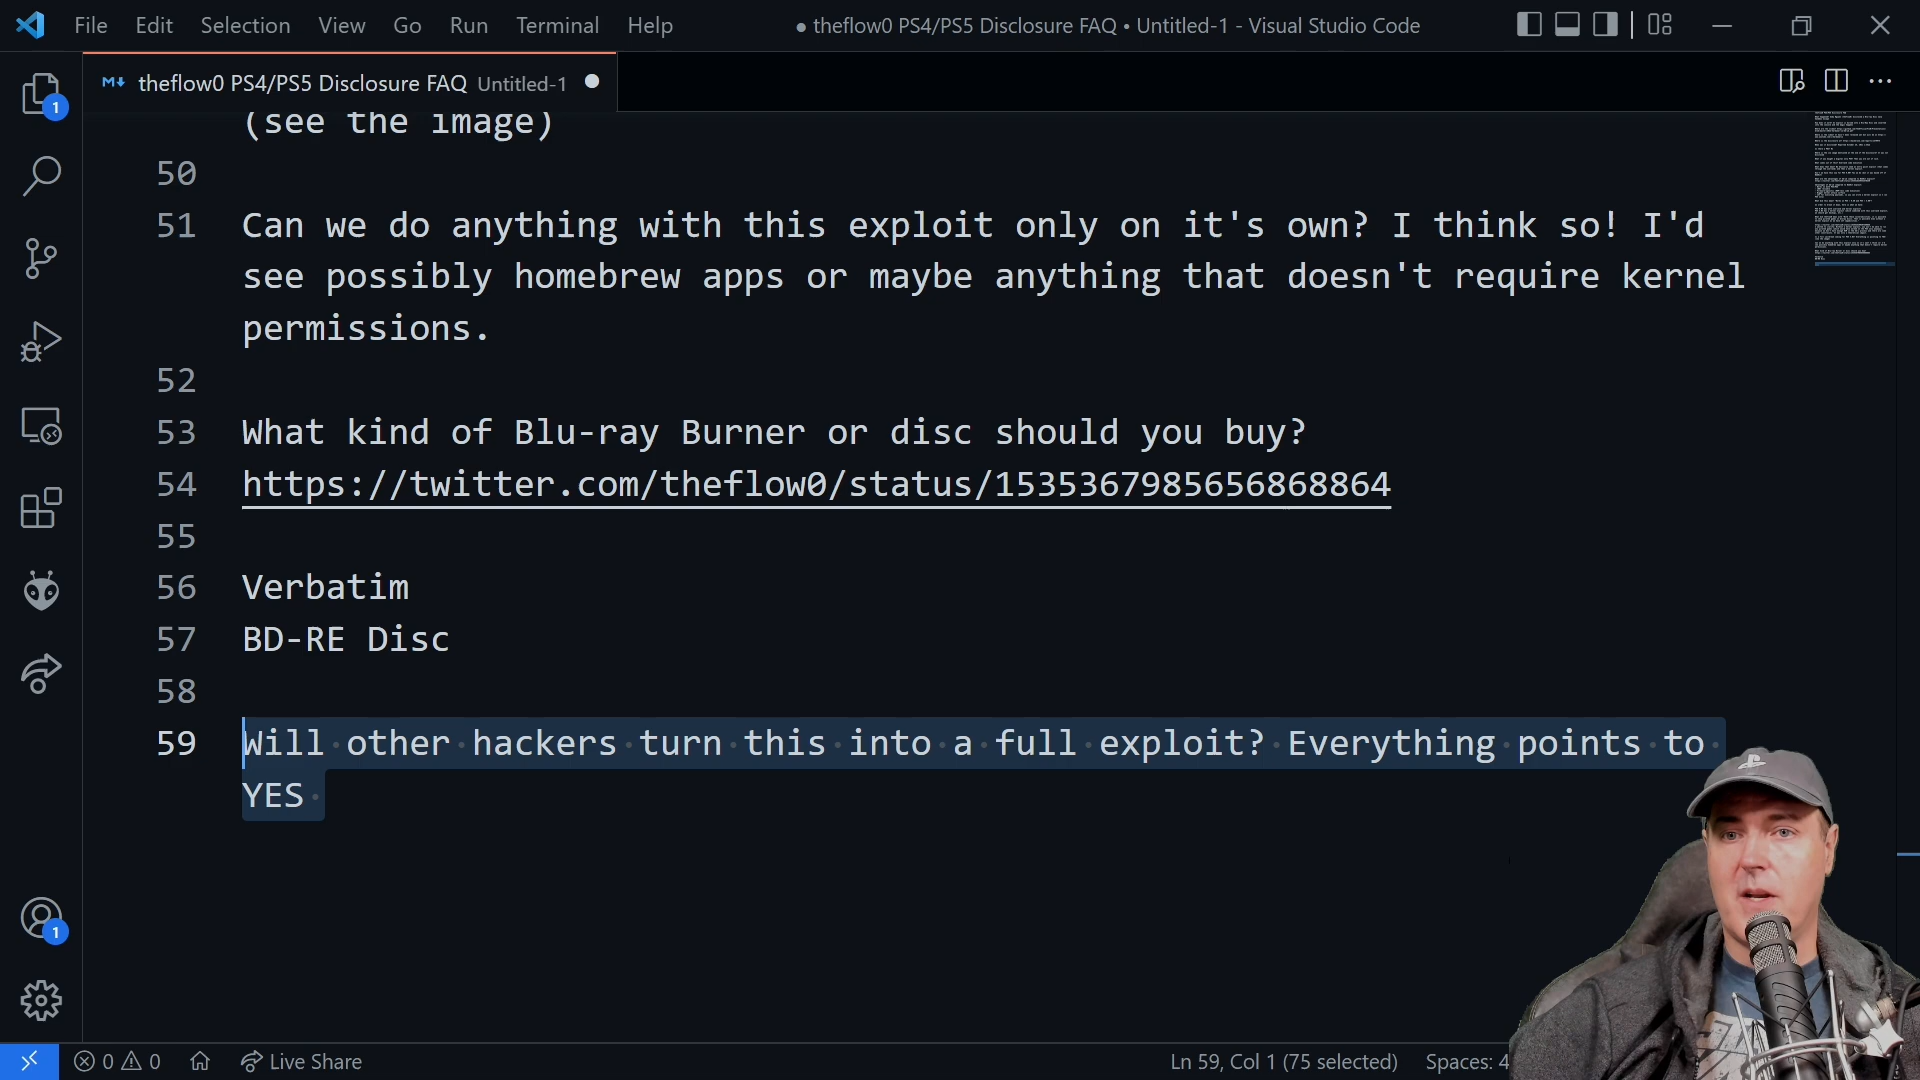 File Edit Selection View Go Run Terminal Help
● theflow0 PS4/PS5 Disclosure FAQ • Untitled-1 - Visual Studio Code
theflow0 PS4/PS5 Disclosure FAQ Untitled-1
(see the image)
50
51 Can we do anything with this exploit only on it's own? I think so! I'd
see possibly homebrew apps or maybe anything that doesn't require kernel
permissions.
52
53 What kind of Blu-ray Burner or disc should you buy?
54 https://twitter.com/theflow0/status/1535367985656868864
55
56 Verbatim
57 BD-RE Disc
58
59 Will other hackers turn this into a full exploit? Everything points to
YES
1
1
0 0 Live Share Ln 59, Col 1 (75 selected) Spaces: 4